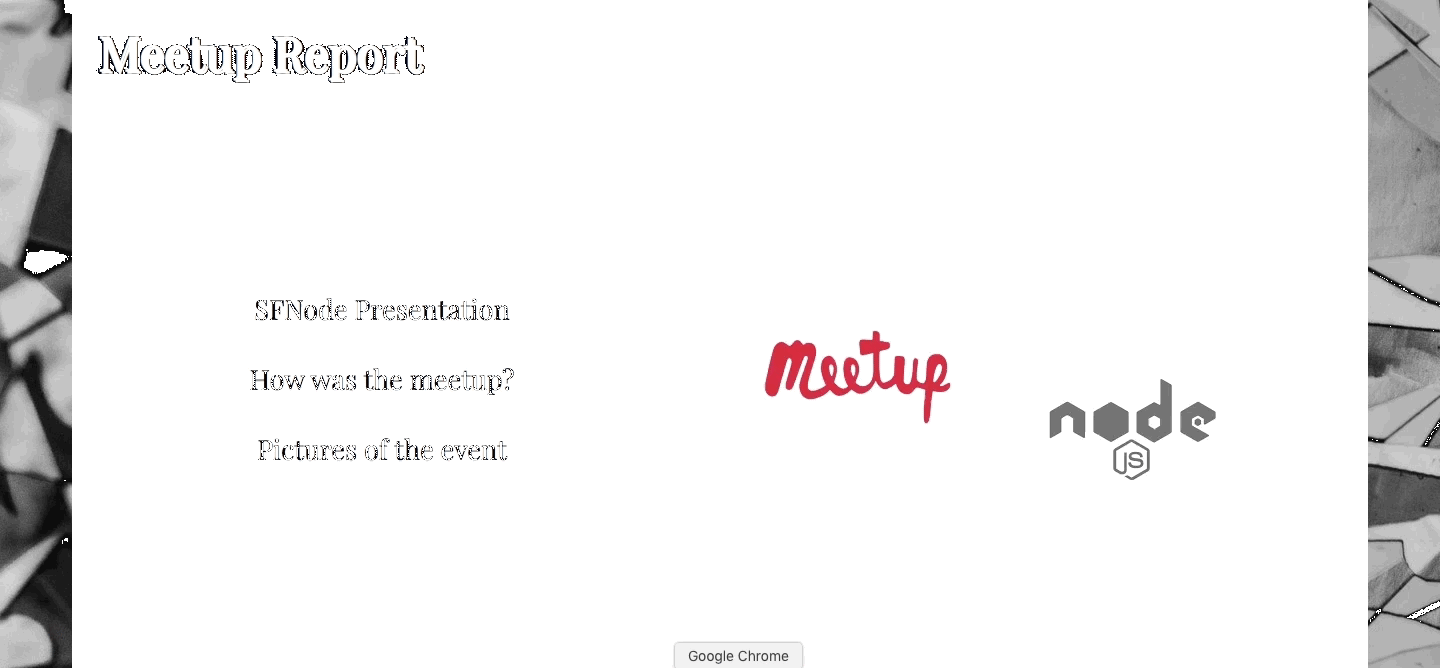 Meetup Report
SFNode Presentation
How was the meetup?
Pictures of the event
meetup
node
JS
Google Chrome